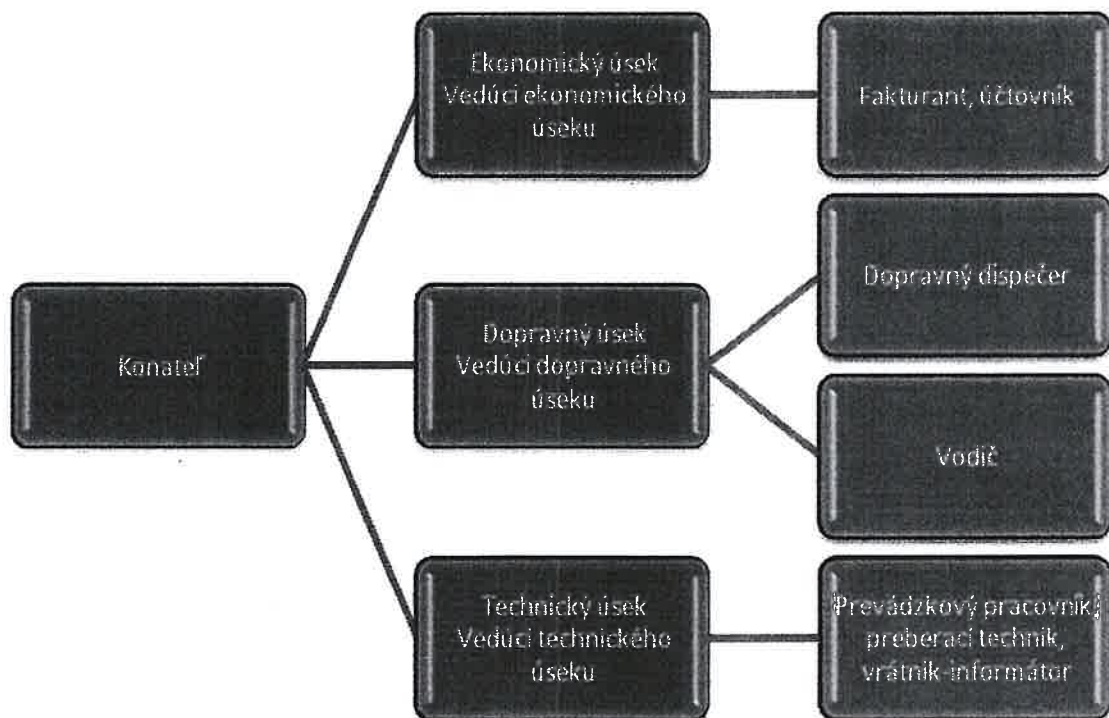 Ekonomický úsek
Vedúci ekonomického
úseku
Fakturant, účtovník
Dopravný dispečer
Konateľ
Dopravný úsek
Vedúci dopravného
úseku
Vodič
Technický úsek
Vedúci technického
úseku
Prevádzkový pracovník,
preberací technik,
vrátnik-informátor